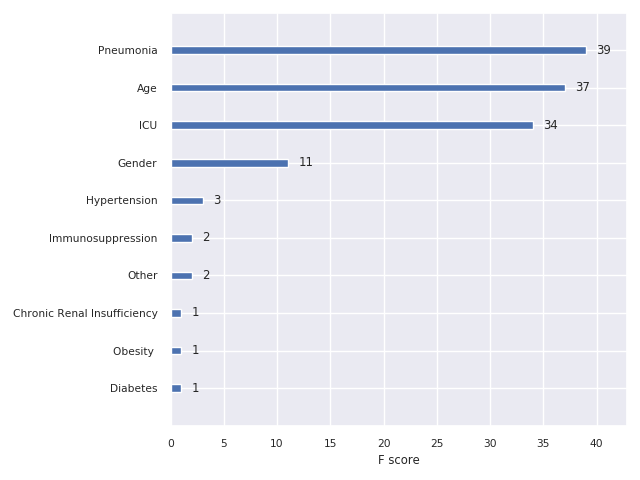 Pneumonia 39
Age 37
ICU 34
Gender 11
Hypertension 3
Immunosuppression 2
Other 2
Chronic Renal Insufficiency 1
Obesity 1
Diabetes 1
0 5 10 15 20 25 30 35 40
F score